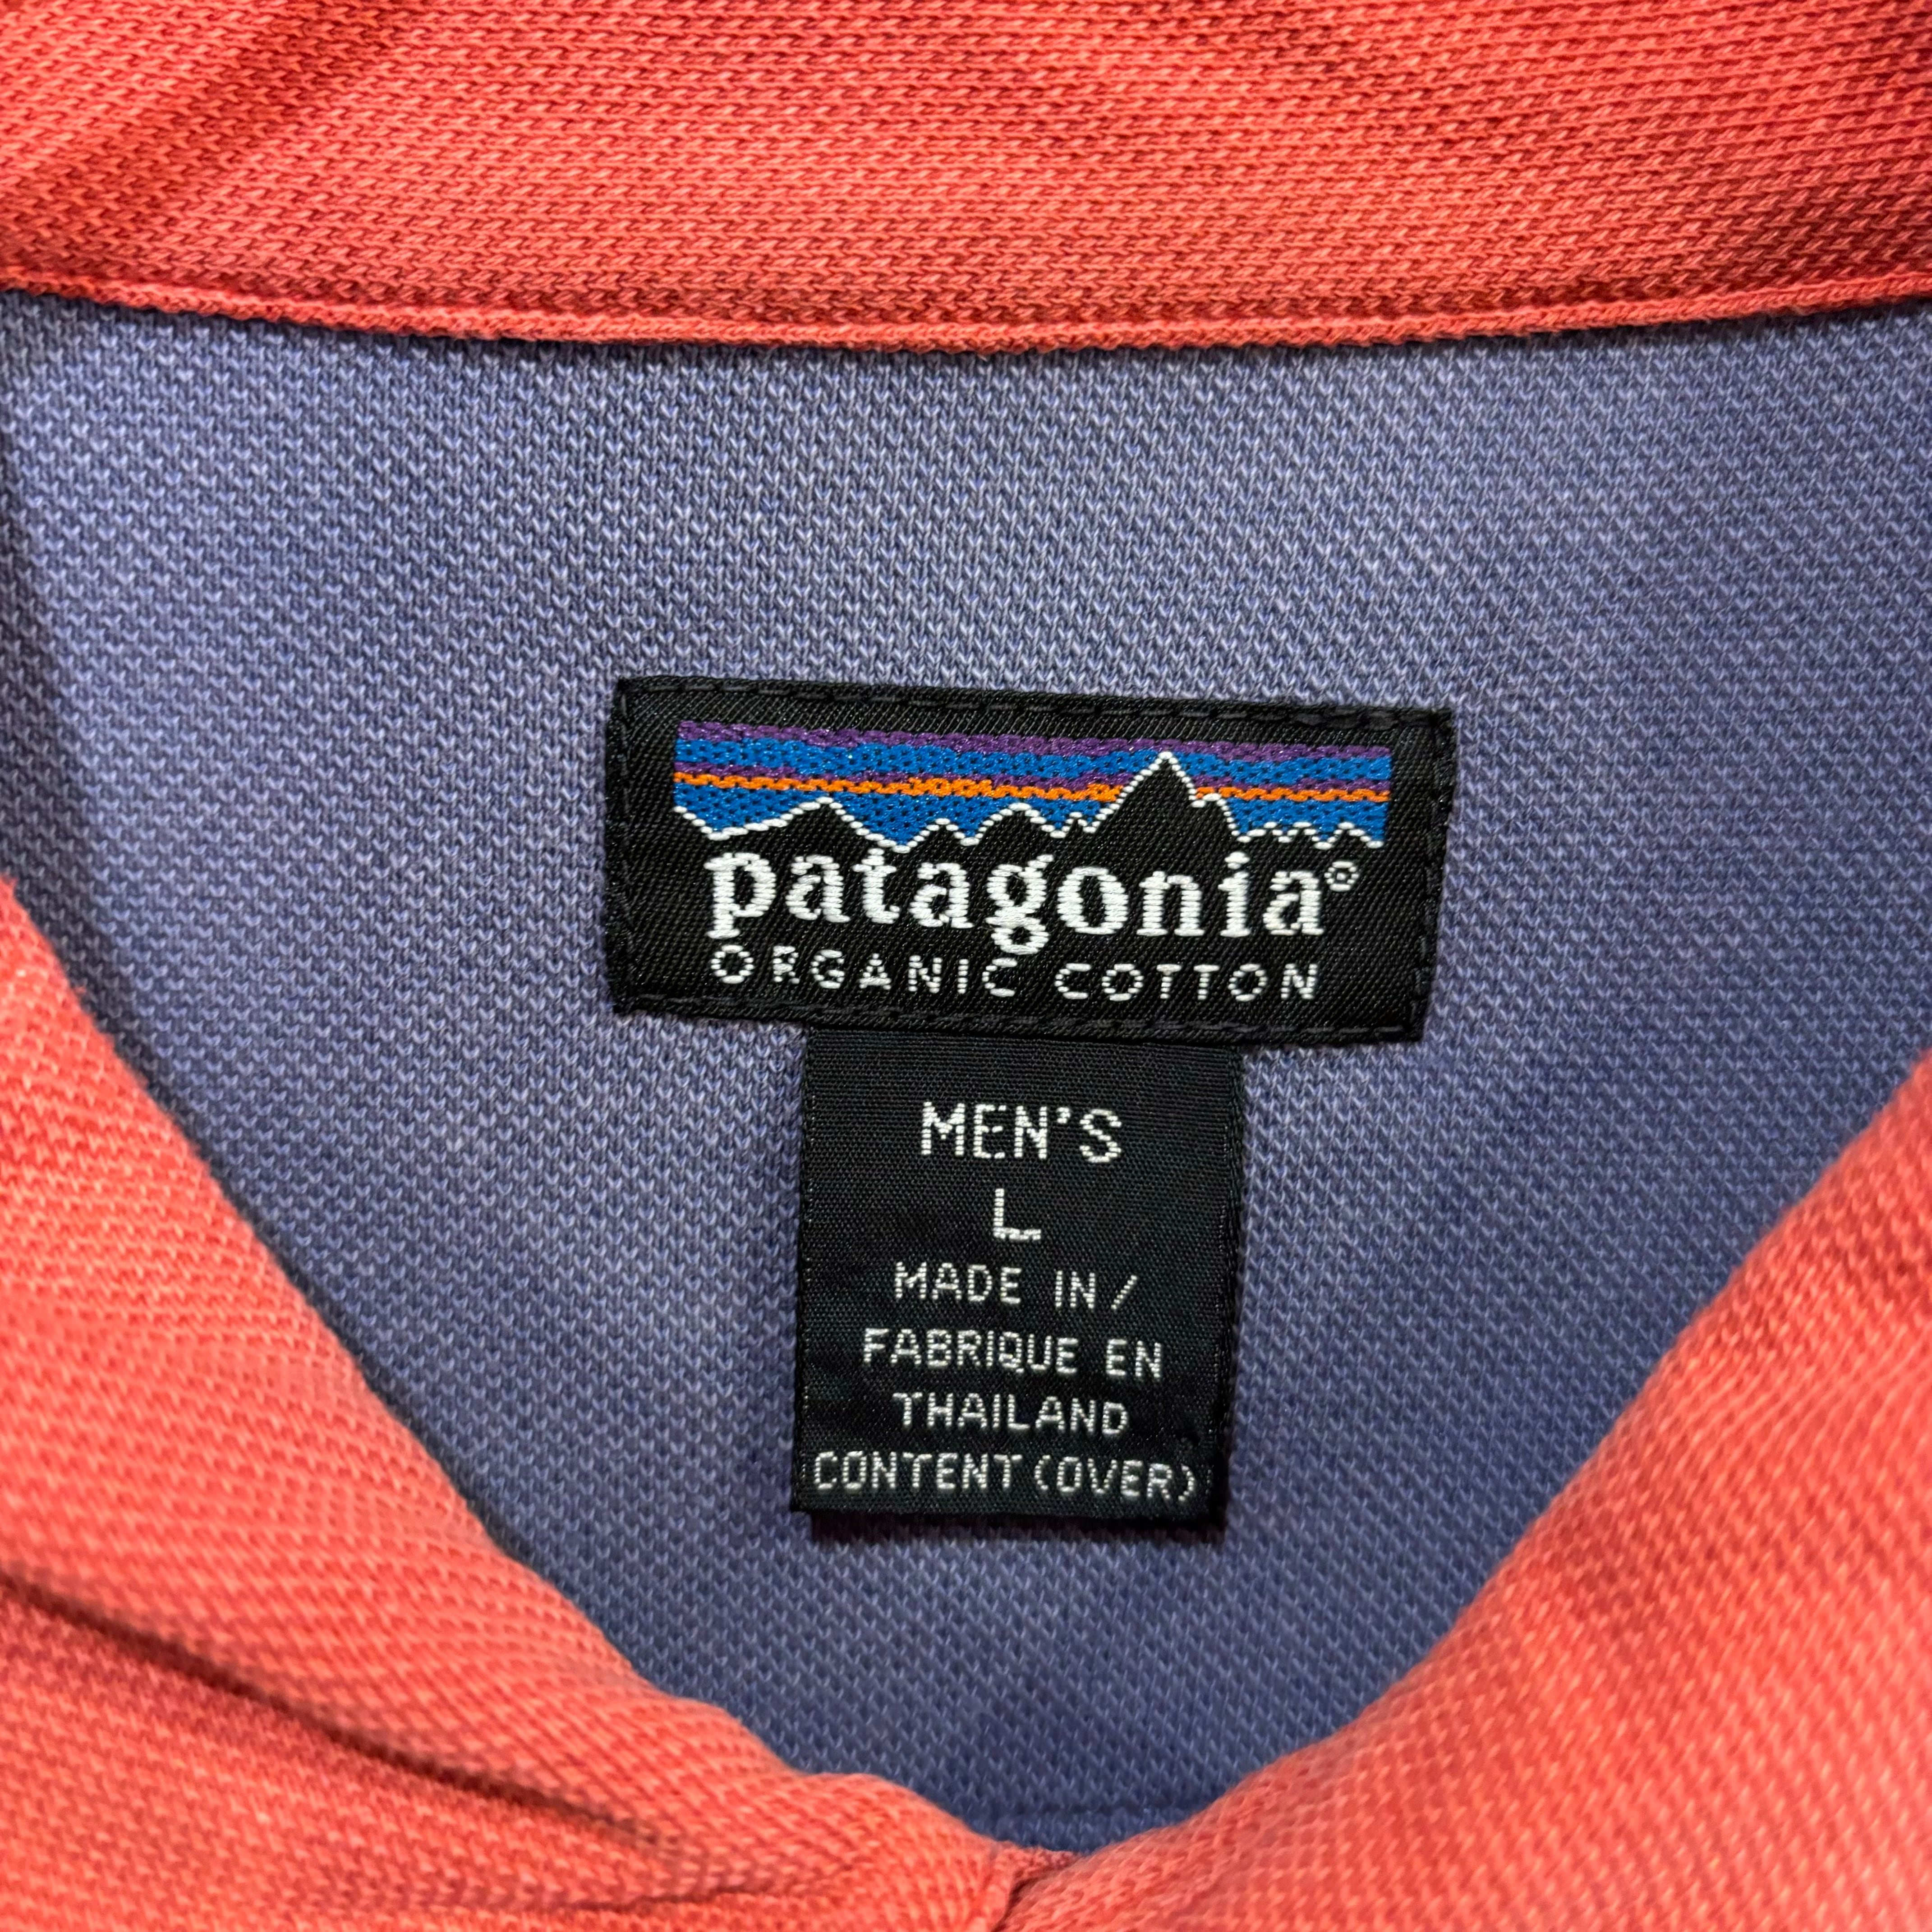 patagonia®
ORGANIC COTTON
MEN'S
L
MADE IN/
FABRIQUE EN
THAILAND
CONTENT (OVER)